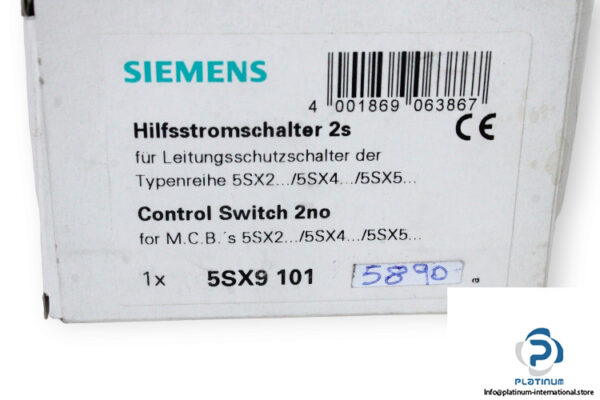 SIEMENS
4 001869 063867
Hilfsstromschalter 2s
CE
für Leitungsschutzschalter der
Typenreihe 5SX2.../5SX4.../5SX5...
Control Switch 2no
for M.C.B.´s 5SX2.../5SX4.../5SX5...
1x 5SX9 101 5890
PLATINUM
Info@platinum-international.store